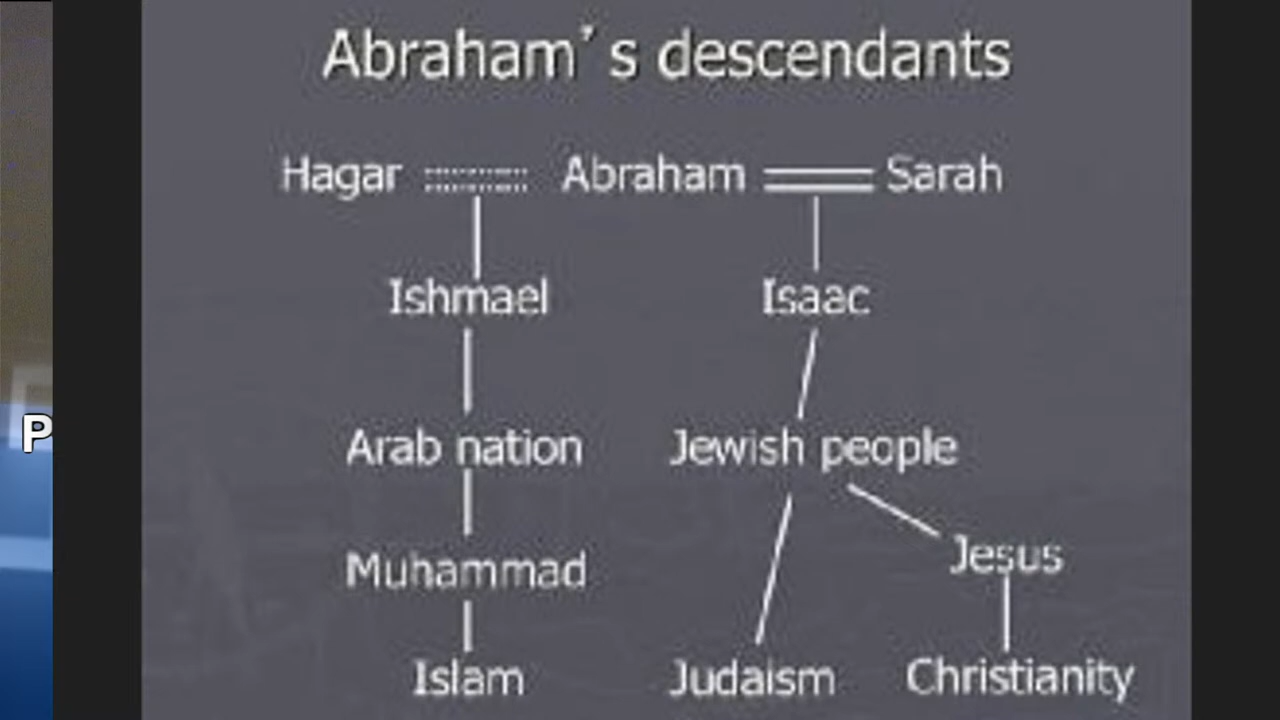 Abraham's descendants
Hagar Abraham Sarah
Ishmael Isaac
Arab nation Jewish people
Jesus
Muhammad
Islam Judaism Christianity
P